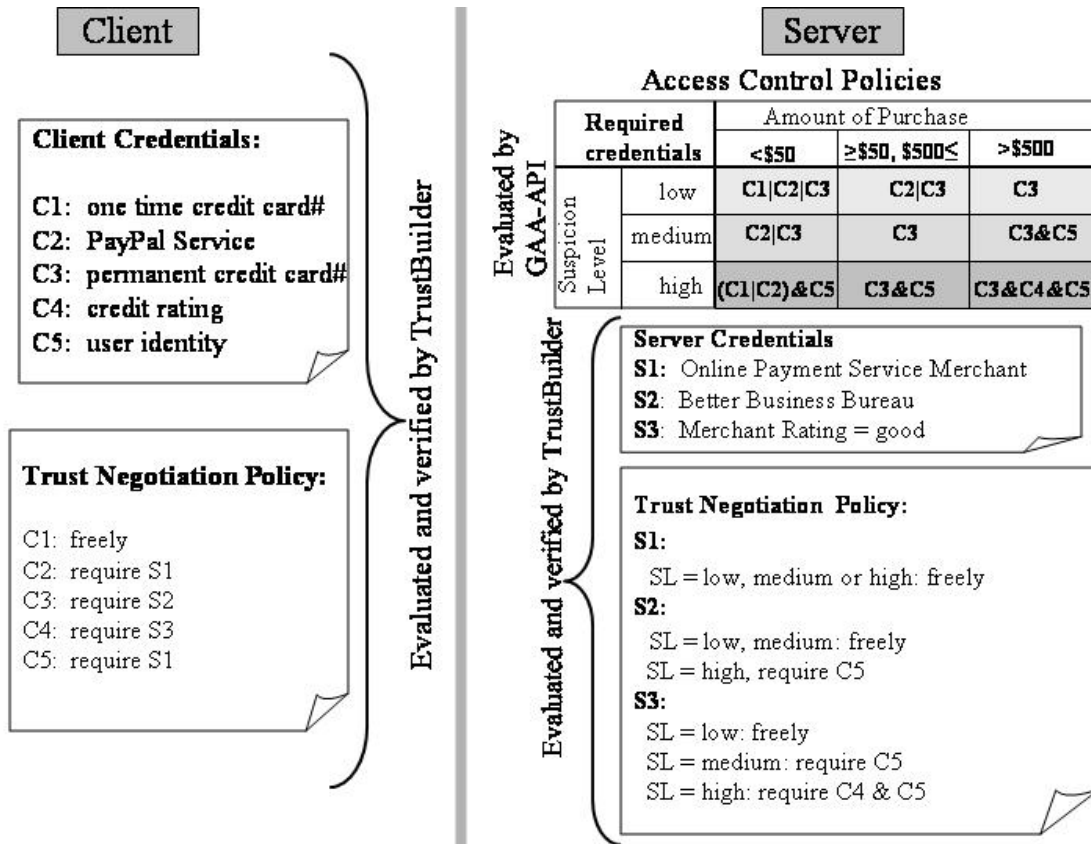 Client
Client Credentials:
C1: one time credit card#
C2: PayPal Service
C3: permanent credit card#
C4: credit rating
C5: user identity
Trust Negotiation Policy:
C1: freely
C2: require S1
C3: require S2
C4: require S3
C5: require S1
Evaluated and verified by TrustBuilder
Server
Access Control Policies
Evaluated by
GAA-API
Required
credentials
Amount of Purchase
<$50
≥$50, $500≤
>$500
Suspicion
Level
low
C1|C2|C3
C2|C3
C3
medium
C2|C3
C3
C3&C5
high
(C1|C2)&C5
C3&C5
C3&C4&C5
Evaluated and verified by TrustBuilder
Server Credentials
S1: Online Payment Service Merchant
S2: Better Business Bureau
S3: Merchant Rating = good
Trust Negotiation Policy:
S1:
SL = low, medium or high: freely
S2:
SL = low, medium: freely
SL = high, require C5
S3:
SL = low: freely
SL = medium: require C5
SL = high: require C4 & C5